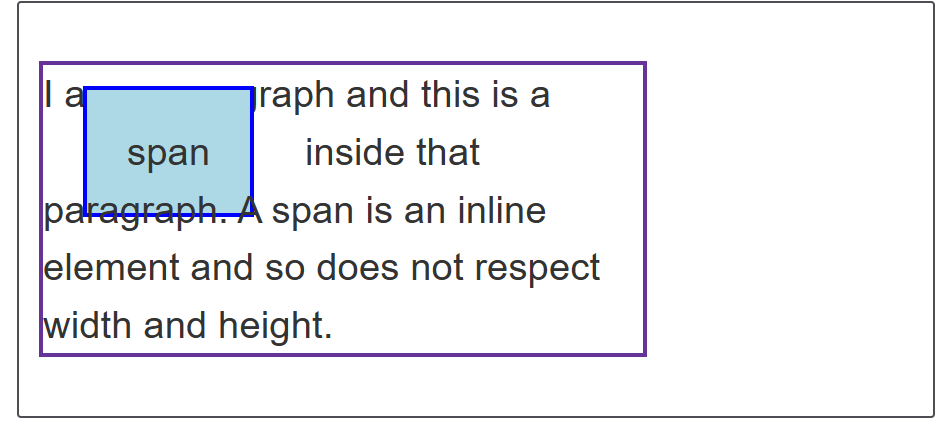 I a raph and this is a
span inside that
paragraph. A span is an inline
element and so does not respect
width and height.